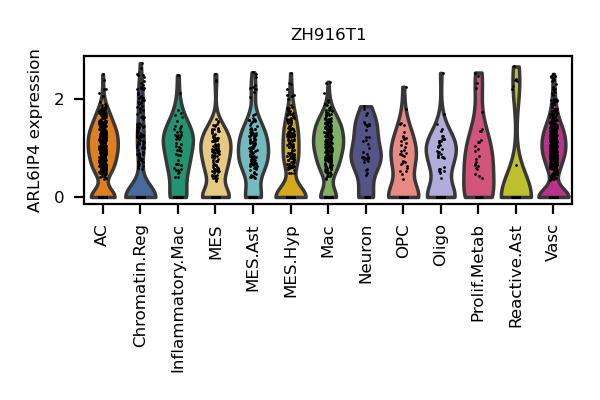 ZH916T1
ARL6IP4 expression
2
0
AC
Chromatin.Reg
Inflammatory.Mac
MES
MES.Ast
MES.Hyp
Mac
Neuron
OPC
Oligo
Prolif.Metab
Reactive.Ast
Vasc